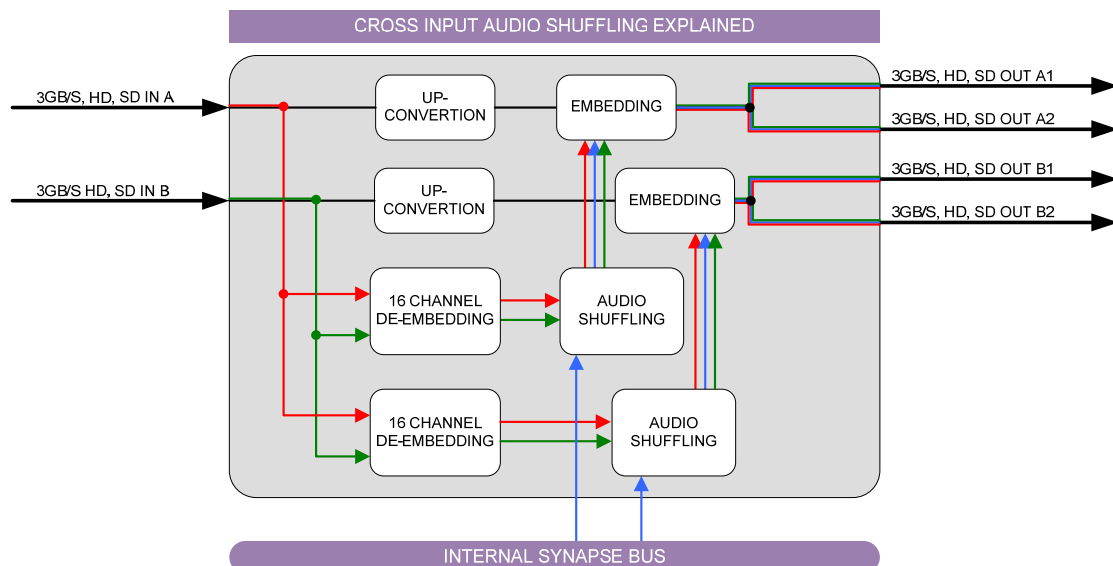 CROSS INPUT AUDIO SHUFFLING EXPLAINED
3GB/S, HD, SD IN A
UP-
CONVERTION
EMBEDDING
3GB/S, HD, SD OUT A1
3GB/S, HD, SD OUT A2
3GB/S HD, SD IN B
UP-
CONVERTION
EMBEDDING
3GB/S, HD, SD OUT B1
3GB/S, HD, SD OUT B2
16 CHANNEL
DE-EMBEDDING
AUDIO
SHUFFLING
16 CHANNEL
DE-EMBEDDING
AUDIO
SHUFFLING
INTERNAL SYNAPSE BUS